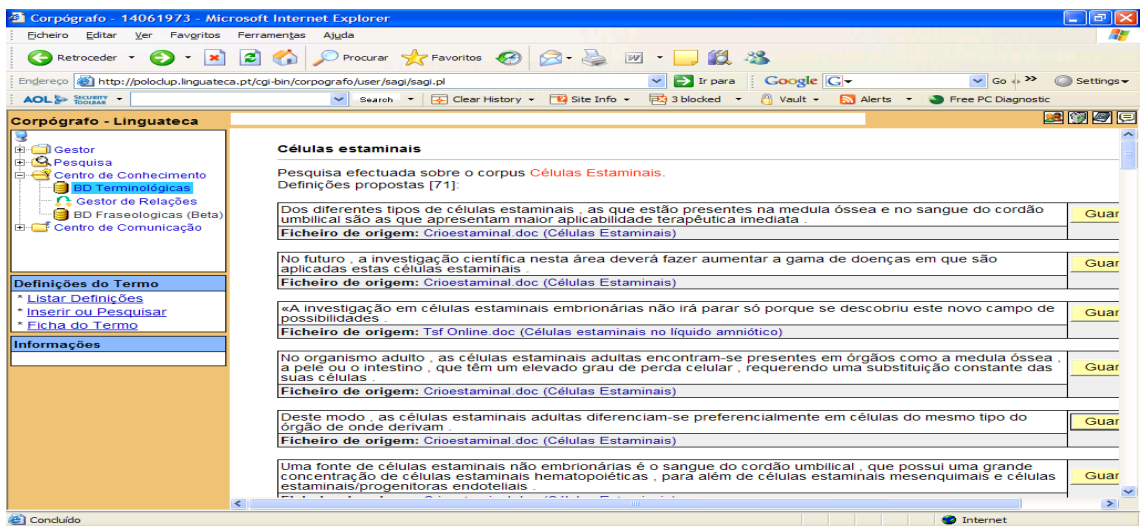 Corpógrafo - 14061973 - Microsoft Internet Explorer
Ficheiro Editar Ver Favoritos Ferramentas Ajuda
Retroceder Procurar Favoritos
Endereço http://poloclup.linguateca.pt/cgi-bin/corpografo/user/sagi/sagi.pl Ir para Google G Go Settings
AOL SECURITY TOOLBAR Search Clear History Site Info 3 blocked Vault Alerts Free PC Diagnostic
Corpógrafo - Linguateca
Gestor
Pesquisa
Centro de Conhecimento
BD Terminológicas
Gestor de Relações
BD Fraseologicas (Beta)
Centro de Comunicação
Definições do Termo
* Listar Definições
* Inserir ou Pesquisar
* Ficha do Termo
Informações
Células estaminais
Pesquisa efectuada sobre o corpus Células Estaminais.
Definições propostas [71]:
Dos diferentes tipos de células estaminais , as que estão presentes na medula óssea e no sangue do cordão
umbilical são as que apresentam maior aplicabilidade terapêutica imediata .
Guar
Ficheiro de origem: Crioestaminal.doc (Células Estaminais)
No futuro , a investigação científica nesta área deverá fazer aumentar a gama de doenças em que são
aplicadas estas células estaminais .
Guar
Ficheiro de origem: Crioestaminal.doc (Células Estaminais)
«A investigação em células estaminais embrionárias não irá parar só porque se descobriu este novo campo de
possibilidades .
Guar
Ficheiro de origem: Tsf Online.doc (Células estaminais no líquido amniótico)
No organismo adulto , as células estaminais adultas encontram-se presentes em órgãos como a medula óssea ,
a pele ou o intestino , que têm um elevado grau de perda celular , requerendo uma substituição constante das
suas células .
Guar
Ficheiro de origem: Crioestaminal.doc (Células Estaminais)
Deste modo , as células estaminais adultas diferenciam-se preferencialmente em células do mesmo tipo do
órgão de onde derivam .
Guar
Ficheiro de origem: Crioestaminal.doc (Células Estaminais)
Uma fonte de células estaminais não embrionárias é o sangue do cordão umbilical , que possui uma grande
concentração de células estaminais hematopoiéticas , para além de células estaminais mesenquimais e células
estaminais/progenitoras endoteliais .
Guar
Concluído Internet